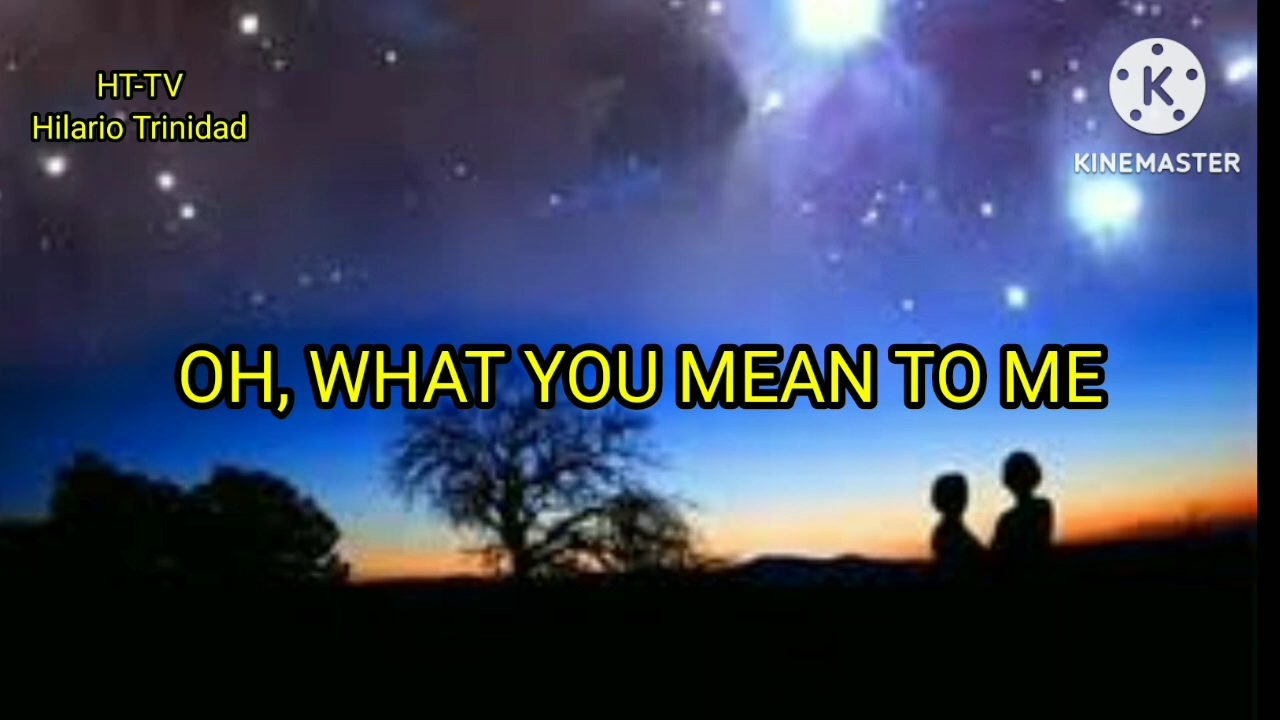 HT-TV
Hilario Trinidad
K
KINEMASTER
OH, WHAT YOU MEAN TO ME